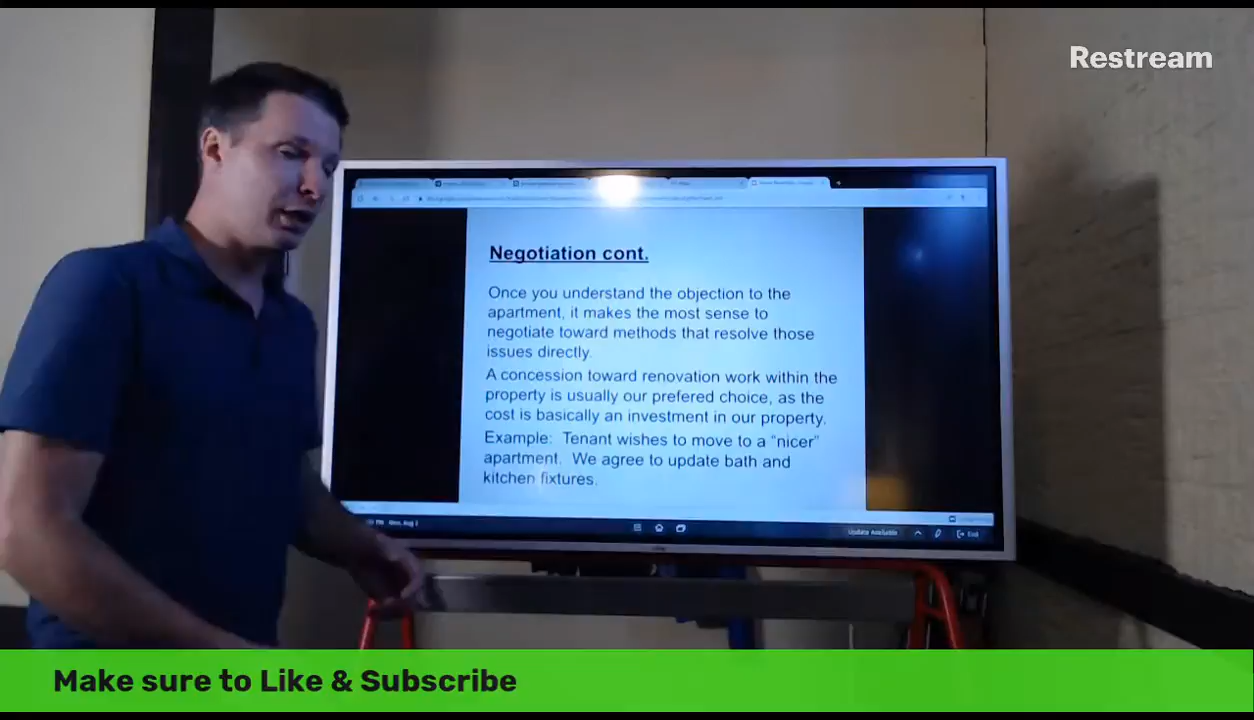 Restream
Negotiation cont.
Once you understand the objection to the
apartment, it makes the most sense to
negotiate toward methods that resolve those
issues directly.
A concession toward renovation work within the
property is usually our prefered choice, as the
cost is basically an investment in our property.
Example: Tenant wishes to move to a “nicer”
apartment. We agree to update bath and
kitchen fixtures.
PM Mon, Aug
Update Available
End
Make sure to Like & Subscribe